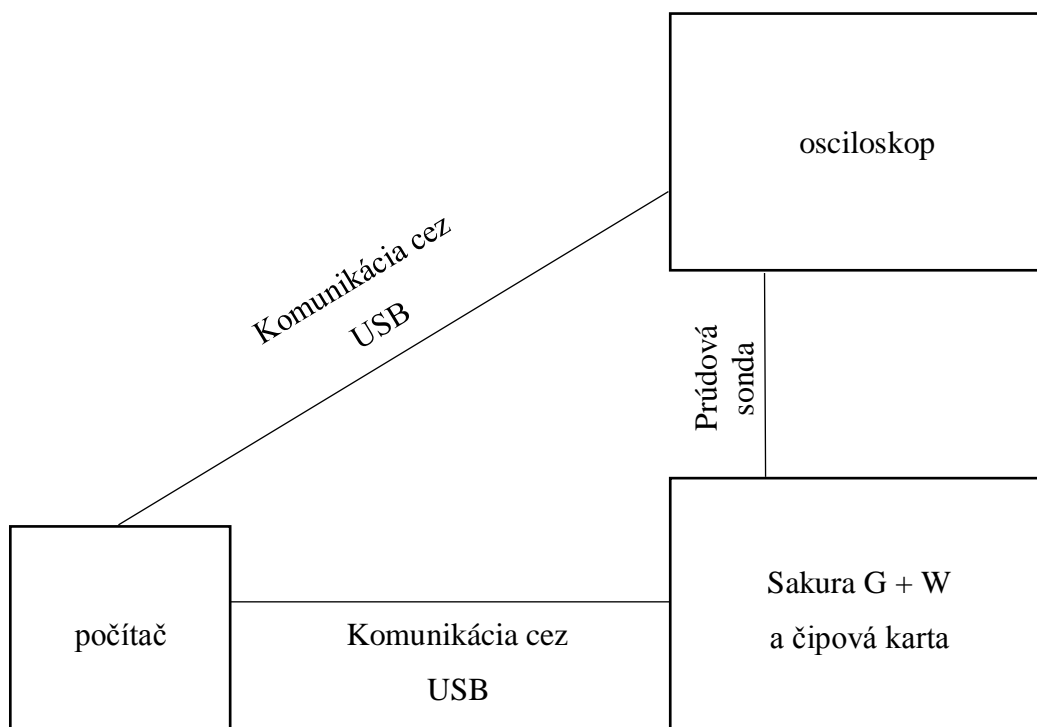 osciloskop
Komunikácia cez
USB
Prúdová
sonda
počítač
Komunikácia cez
USB
Sakura G + W
a čipová karta